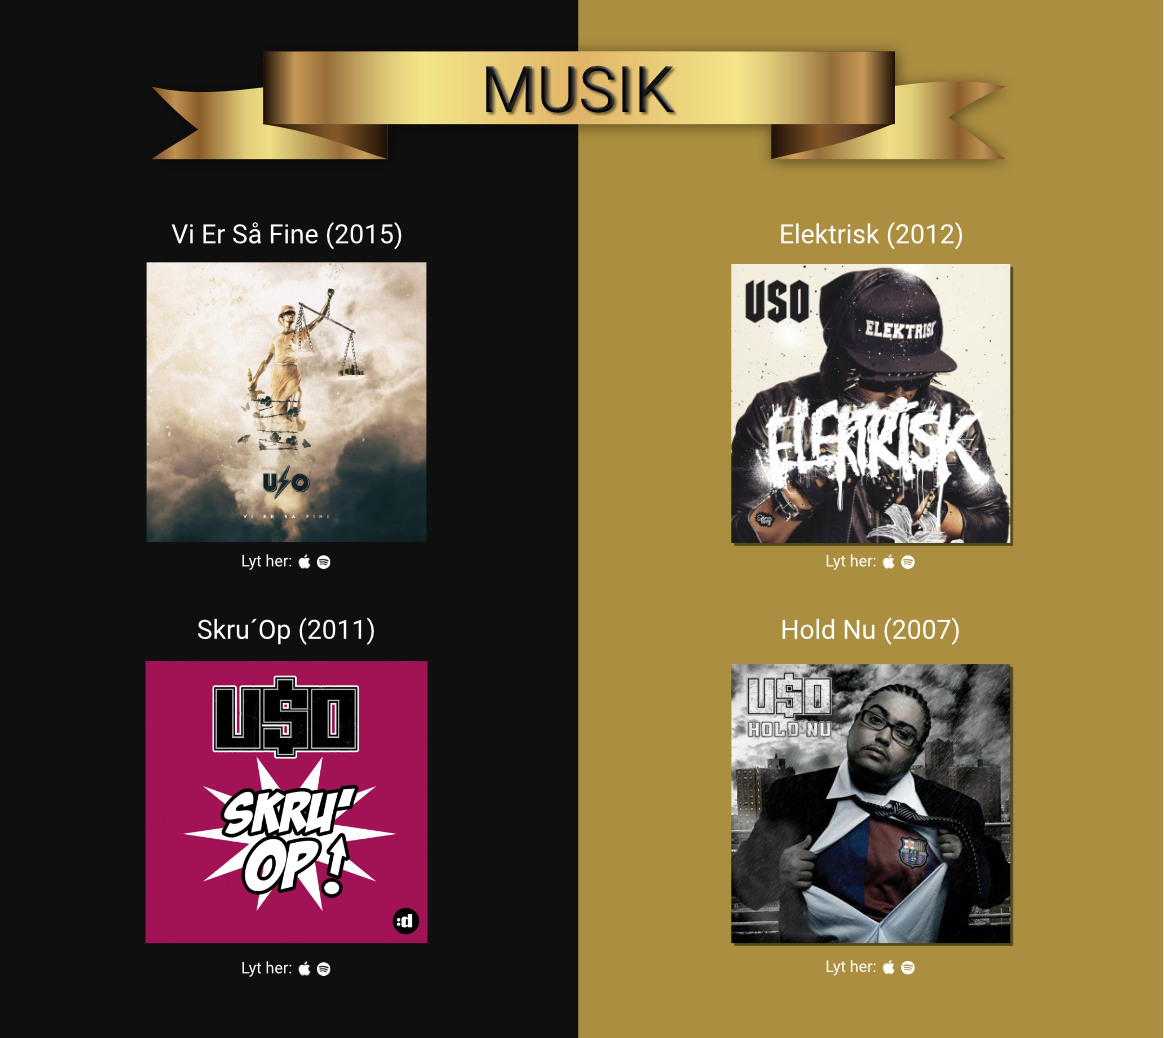 MUSIK
Vi Er Så Fine (2015)
USO
VI ER SÅ FINE
Lyt her:
Elektrisk (2012)
USO
ELEKTRISK
ELEKTRISK
Lyt her:
Skru´Op (2011)
U$O
SKRU'
OP!
:d
Lyt her:
Hold Nu (2007)
U$O
HOLD NU
Lyt her: